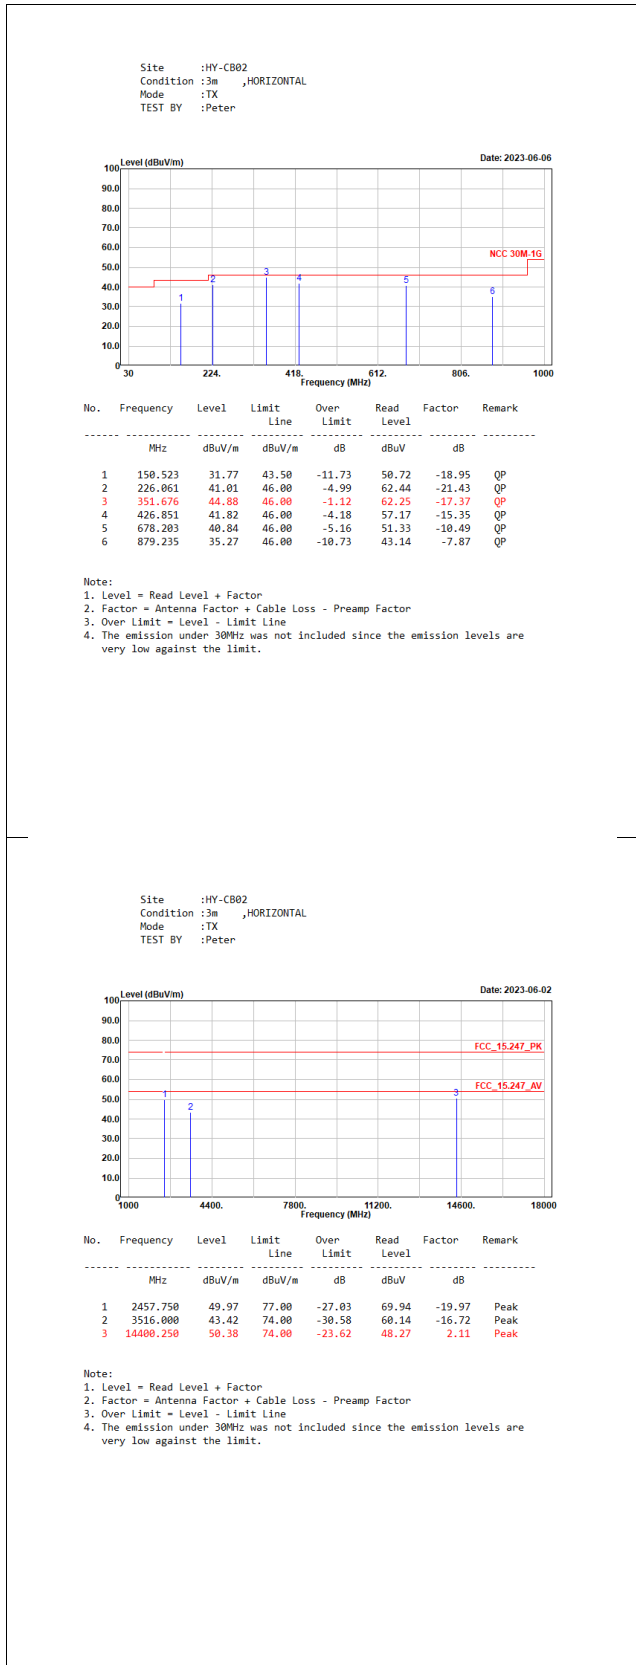 Site      :HY-CB02
Condition :3m    ,HORIZONTAL
Mode      :TX
TEST BY   :Peter
Level (dBuV/m) Date: 2023-06-06
100
90.0
80.0
70.0
60.0
NCC 30M-1G
50.0
40.0
30.0
20.0
10.0
0
1 2 3 4 5 6
30 224. 418. 612. 806. 1000
Frequency (MHz)
No. Frequency Level Limit Over Read Factor Remark
Line Limit Level
------ ----------- -------- -------- --------- -------- ------- ---------
MHz dBuV/m dBuV/m dB dBuV dB
1 150.523 31.77 43.50 -11.73 50.72 -18.95 QP
2 226.061 41.01 46.00 -4.99 62.44 -21.43 QP
3 351.676 44.88 46.00 -1.12 62.25 -17.37 QP
4 426.851 41.82 46.00 -4.18 57.17 -15.35 QP
5 678.203 40.84 46.00 -5.16 51.33 -10.49 QP
6 879.235 35.27 46.00 -10.73 43.14 -7.87 QP
Note:
1. Level = Read Level + Factor
2. Factor = Antenna Factor + Cable Loss - Preamp Factor
3. Over Limit = Level - Limit Line
4. The emission under 30MHz was not included since the emission levels are
very low against the limit.
Site      :HY-CB02
Condition :3m    ,HORIZONTAL
Mode      :TX
TEST BY   :Peter
Level (dBuV/m) Date: 2023-06-02
100
90.0
80.0
FCC_15.247_PK
70.0
60.0
FCC_15.247_AV
50.0
40.0
30.0
20.0
10.0
0
1 2 3
1000 4400. 7800. 11200. 14600. 18000
Frequency (MHz)
No. Frequency Level Limit Over Read Factor Remark
Line Limit Level
------ ----------- -------- -------- --------- -------- ------- ---------
MHz dBuV/m dBuV/m dB dBuV dB
1 2457.750 49.97 77.00 -27.03 69.94 -19.97 Peak
2 3516.000 43.42 74.00 -30.58 60.14 -16.72 Peak
3 14400.250 50.38 74.00 -23.62 48.27 2.11 Peak
Note:
1. Level = Read Level + Factor
2. Factor = Antenna Factor + Cable Loss - Preamp Factor
3. Over Limit = Level - Limit Line
4. The emission under 30MHz was not included since the emission levels are
very low against the limit.